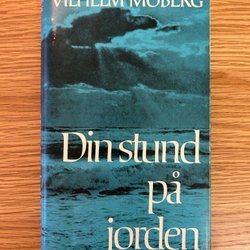 VILHELM MOBERG
Din stund
på
jorden